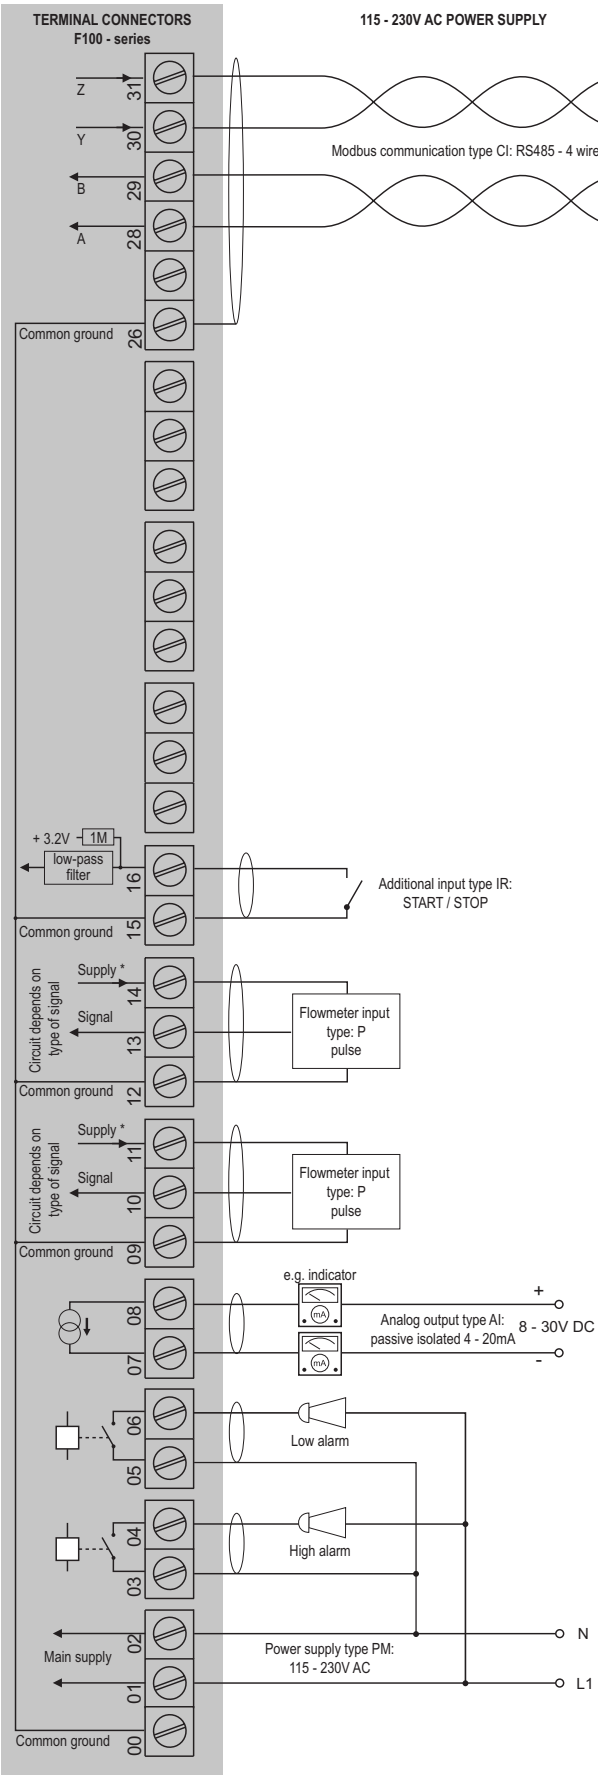 TERMINAL CONNECTORS
F100 - series
115 - 230V AC POWER SUPPLY
Z
31
Y
30
Modbus communication type CI: RS485 - 4 wire
B
29
A
28
Common ground
26
+ 3.2V
1M
low-pass
filter
16
Additional input type IR:
START / STOP
Common ground
15
Circuit depends on
type of signal
Supply *
14
Signal
13
Flowmeter input
type: P
pulse
Common ground
12
Circuit depends on
type of signal
Supply *
11
Signal
10
Flowmeter input
type: P
pulse
Common ground
09
e.g. indicator
08
mA
+
Analog output type AI:
passive isolated 4 - 20mA
8 - 30V DC
07
mA
-
06
Low alarm
05
04
High alarm
03
02
N
Main supply
Power supply type PM:
115 - 230V AC
01
L1
Common ground
00